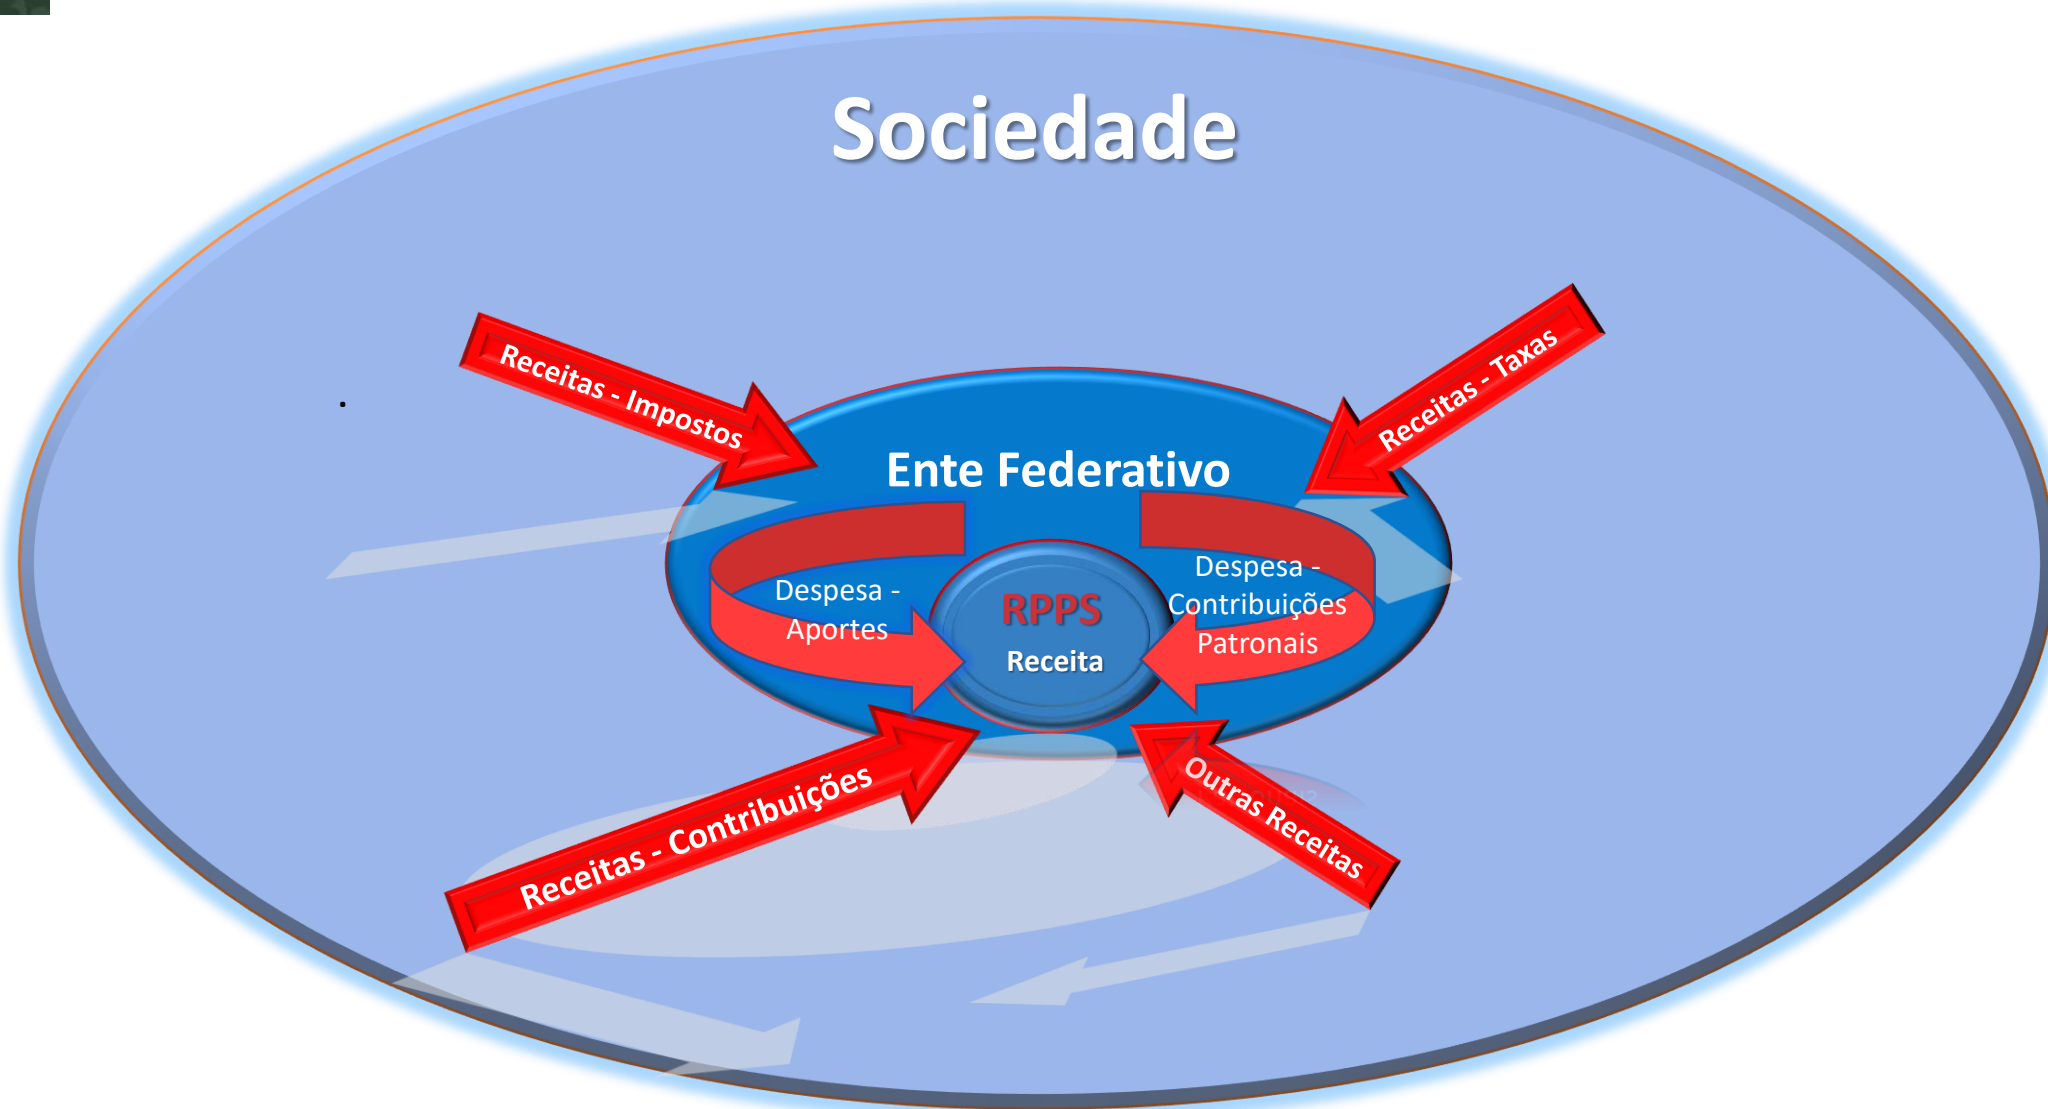 Sociedade
Receitas - Impostos
Receitas - Taxas
Ente Federativo
Despesa -
Aportes
RPPS
Receita
Despesa -
Contribuições
Patronais
Receitas - Contribuições
Outras Receitas